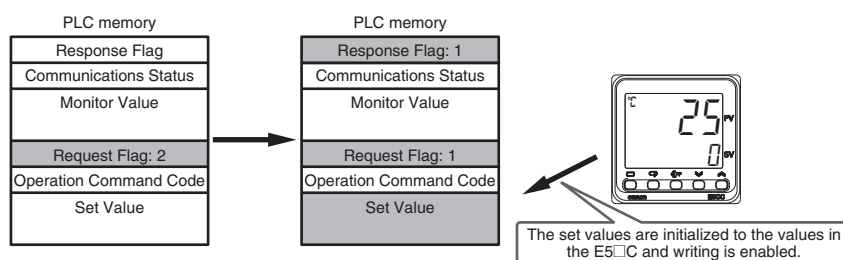 PLC memory
Response Flag
Communications Status
Monitor Value
Request Flag: 2
Operation Command Code
Set Value
PLC memory
Response Flag: 1
Communications Status
Monitor Value
Request Flag: 1
Operation Command Code
Set Value
°C
25 PV
0 SV
omron E5CC
The set values are initialized to the values in
the E5□C and writing is enabled.